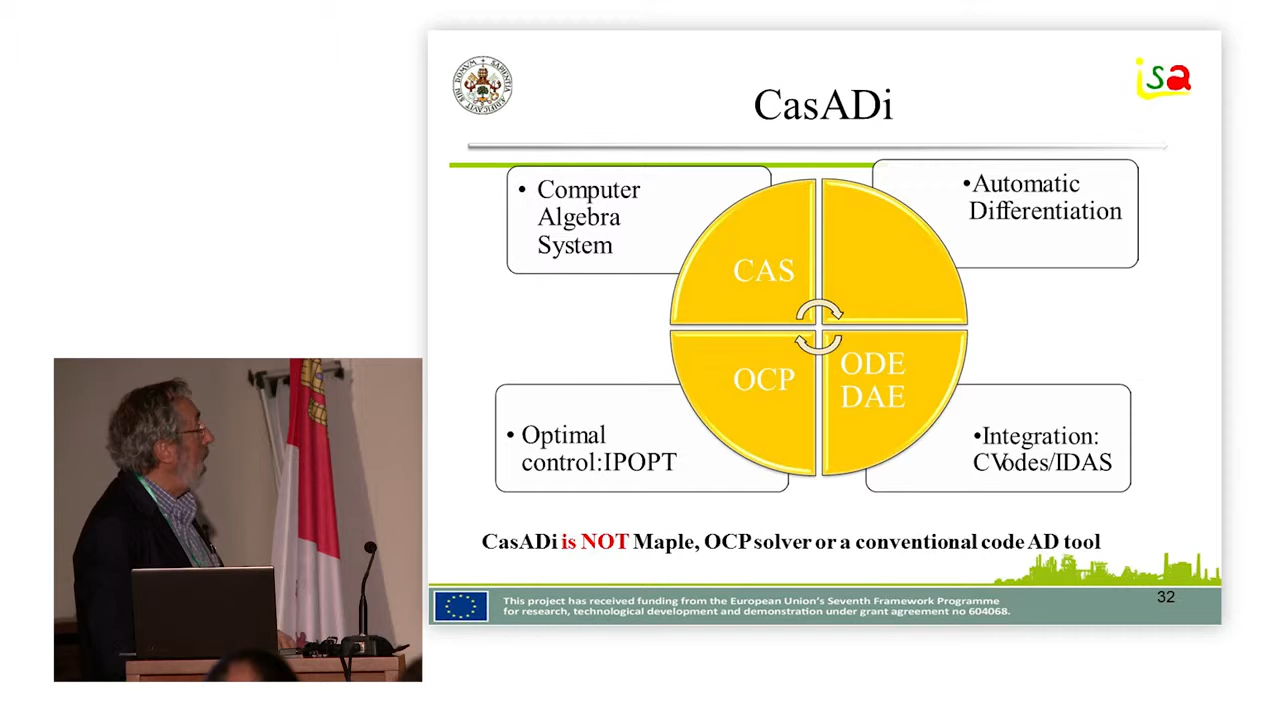 isa
CasADi
• Computer
Algebra
System
•Automatic
Differentiation
CAS
OCP
ODE
DAE
• Optimal
control:IPOPT
•Integration:
CVodes/IDAS
CasADi is NOT Maple, OCP solver or a conventional code AD tool
This project has received funding from the European Union's Seventh Framework Programme
for research, technological development and demonstration under grant agreement no 604068.
32